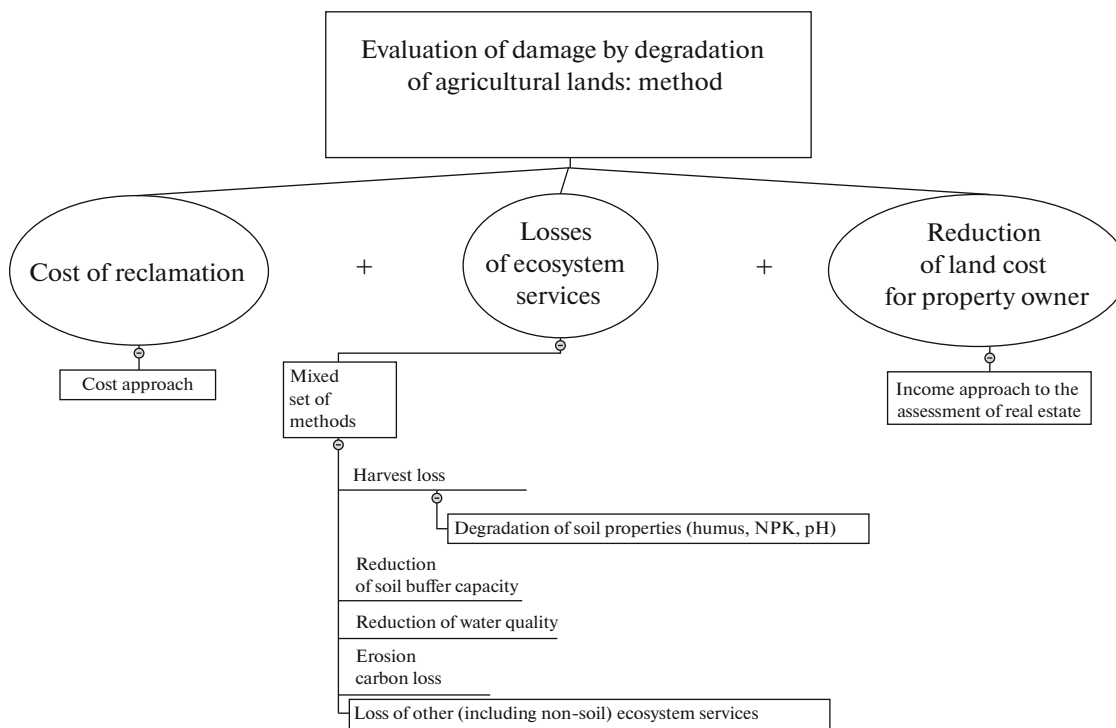 Evaluation of damage by degradation
of agricultural lands: method
Cost of reclamation
+
Losses
of ecosystem
services
+
Reduction
of land cost
for property owner
Cost approach
Mixed
set of
methods
Income approach to the
assessment of real estate
Harvest loss
Degradation of soil properties (humus, NPK, pH)
Reduction
of soil buffer capacity
Reduction of water quality
Erosion
carbon loss
Loss of other (including non-soil) ecosystem services